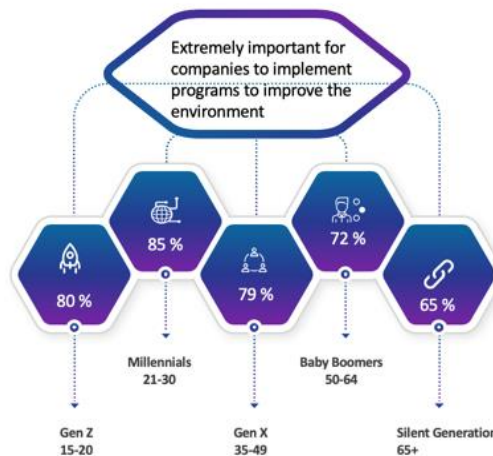 Extremely important for
companies to implement
programs to improve the
environment
85 %
72 %
80 %
79 %
65 %
Millennials
21-30
Baby Boomers
50-64
Gen Z
15-20
Gen X
35-49
Silent Generation
65+